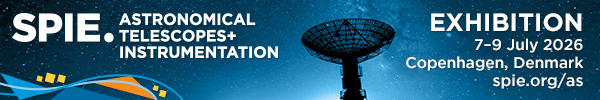 SPIE.
ASTRONOMICAL
TELESCOPES+
INSTRUMENTATION
EXHIBITION
7–9 July 2026
Copenhagen, Denmark
spie.org/as